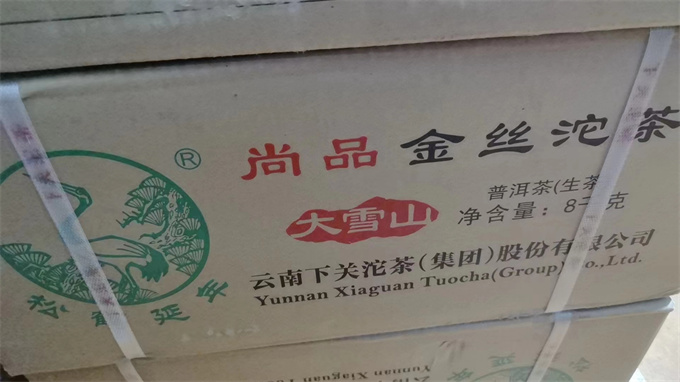 ®
尚品 金丝沱茶
普洱茶(生茶
大雪山
净含量：8千克
云南下关沱茶(集团)股份有限公司
Yunnan Xiaguan Tuocha(Group) Co.,Ltd.
松鹤延年
Yunnan Xiaguan